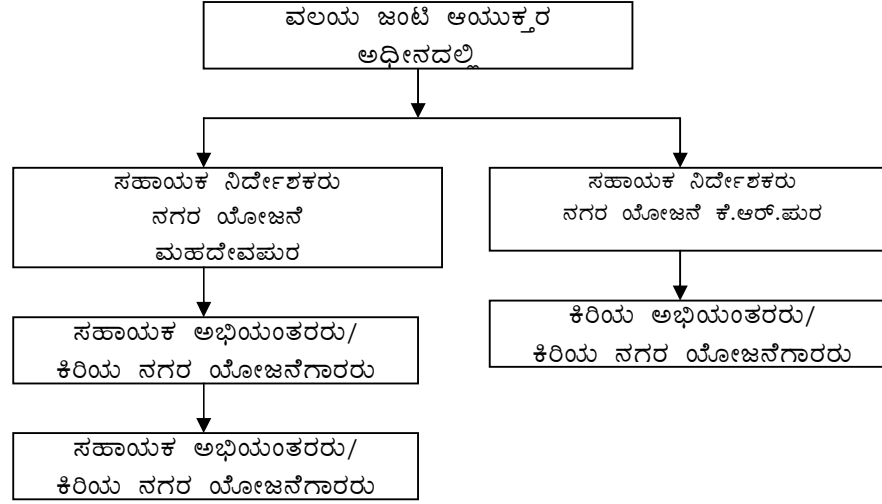 ವಲಯ ಜಂಟಿ ಆಯುಕ್ತರ
ಅಧೀನದಲ್ಲಿ
ಸಹಾಯಕ ನಿರ್ದೇಶಕರು
ನಗರ ಯೋಜನೆ
ಮಹದೇವಪುರ
ಸಹಾಯಕ ನಿರ್ದೇಶಕರು
ನಗರ ಯೋಜನೆ ಕೆ.ಆರ್.ಪುರ
ಸಹಾಯಕ ಅಭಿಯಂತರರು/
ಕಿರಿಯ ನಗರ ಯೋಜನೆಗಾರರು
ಕಿರಿಯ ಅಭಿಯಂತರರು/
ಕಿರಿಯ ನಗರ ಯೋಜನೆಗಾರರು
ಸಹಾಯಕ ಅಭಿಯಂತರರು/
ಕಿರಿಯ ನಗರ ಯೋಜನೆಗಾರರು